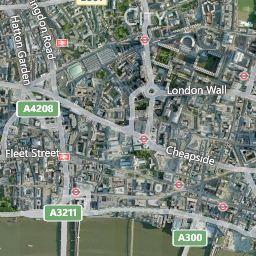 CITY
Hatton Garden
London Wall
A4208
Fleet Street
Cheapside
A3211
A300